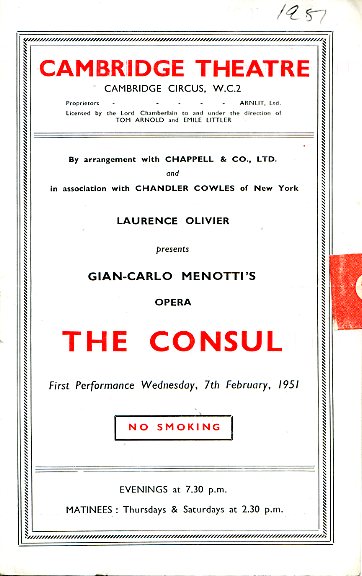 1951
CAMBRIDGE THEATRE
CAMBRIDGE CIRCUS, W.C.2
Proprietors - - - - - ARNLIT, Ltd.
Licensed by the Lord Chamberlain to and under the direction of
TOM ARNOLD and EMILE LITTLER
By arrangement with CHAPPELL & CO., LTD.
and
in association with CHANDLER COWLES of New York
LAURENCE OLIVIER
presents
GIAN-CARLO MENOTTI'S
OPERA
THE CONSUL
First Performance Wednesday, 7th February, 1951
NO SMOKING
EVENINGS at 7.30 p.m.
MATINEES : Thursdays & Saturdays at 2.30 p.m.